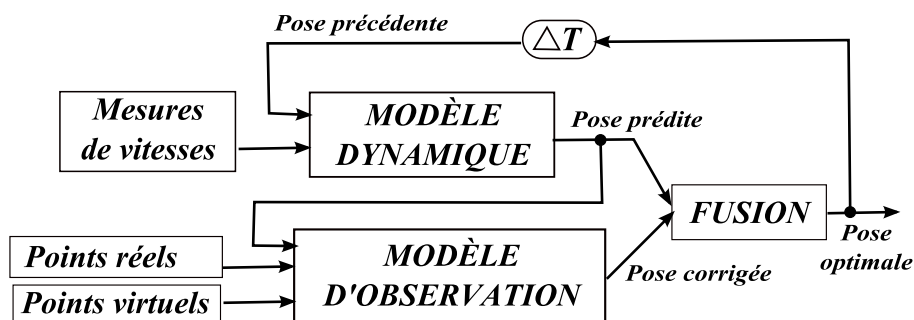 Pose précédente
△T
Mesures
de vitesses
MODÈLE
DYNAMIQUE
Pose prédite
FUSION
Pose
optimale
Points réels
Points virtuels
MODÈLE
D'OBSERVATION
Pose corrigée